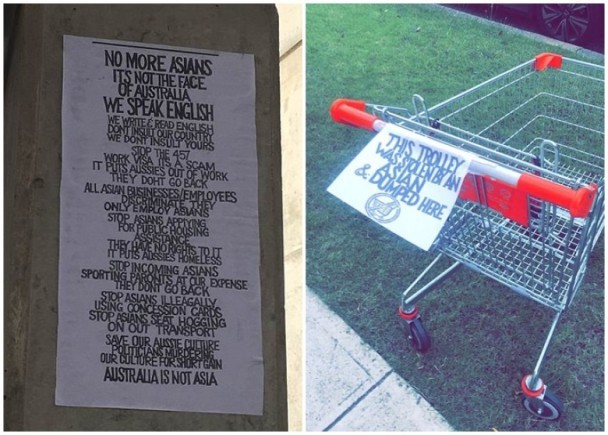 NO MORE ASIANS
ITS NOT THE FACE
OF AUSTRALIA
WE SPEAK ENGLISH
WE WRITE & READ ENGLISH
DONT INSULT OUR COUNTRY
WE DONT INSULT YOURS
STOP THE 457
WORK VISA ITS A SCAM
IT PUTS AUSSIES OUT OF WORK
THEY DONT GO BACK
ALL ASIAN BUSINESSES/EMPLOYEES
DISCRIMINATE THEY
ONLY EMPLOY ASIANS
STOP ASIANS APPLYING
FOR PUBLIC HOUSING
ASSISTANCE
THEY HAVE NO RIGHTS TO IT
IT PUTS AUSSIES HOMELESS
STOP INCOMING ASIANS
SPORTING PARENTS AT OUR EXPENSE
THEY DONT GO BACK
STOP ASIANS ILLEAGALLY
USING CONCESSION CARDS
STOP ASIANS SEAT HOGGING
ON OUT TRANSPORT
SAVE OUR AUSSIE CULTURE
POLITICIANS MURDERING
OUR CULTURE FOR SHORT GAIN
AUSTRALIA IS NOT ASIA
THIS TROLLEY
WAS STOLEN BY AN
ASIAN
& DUMPED HERE